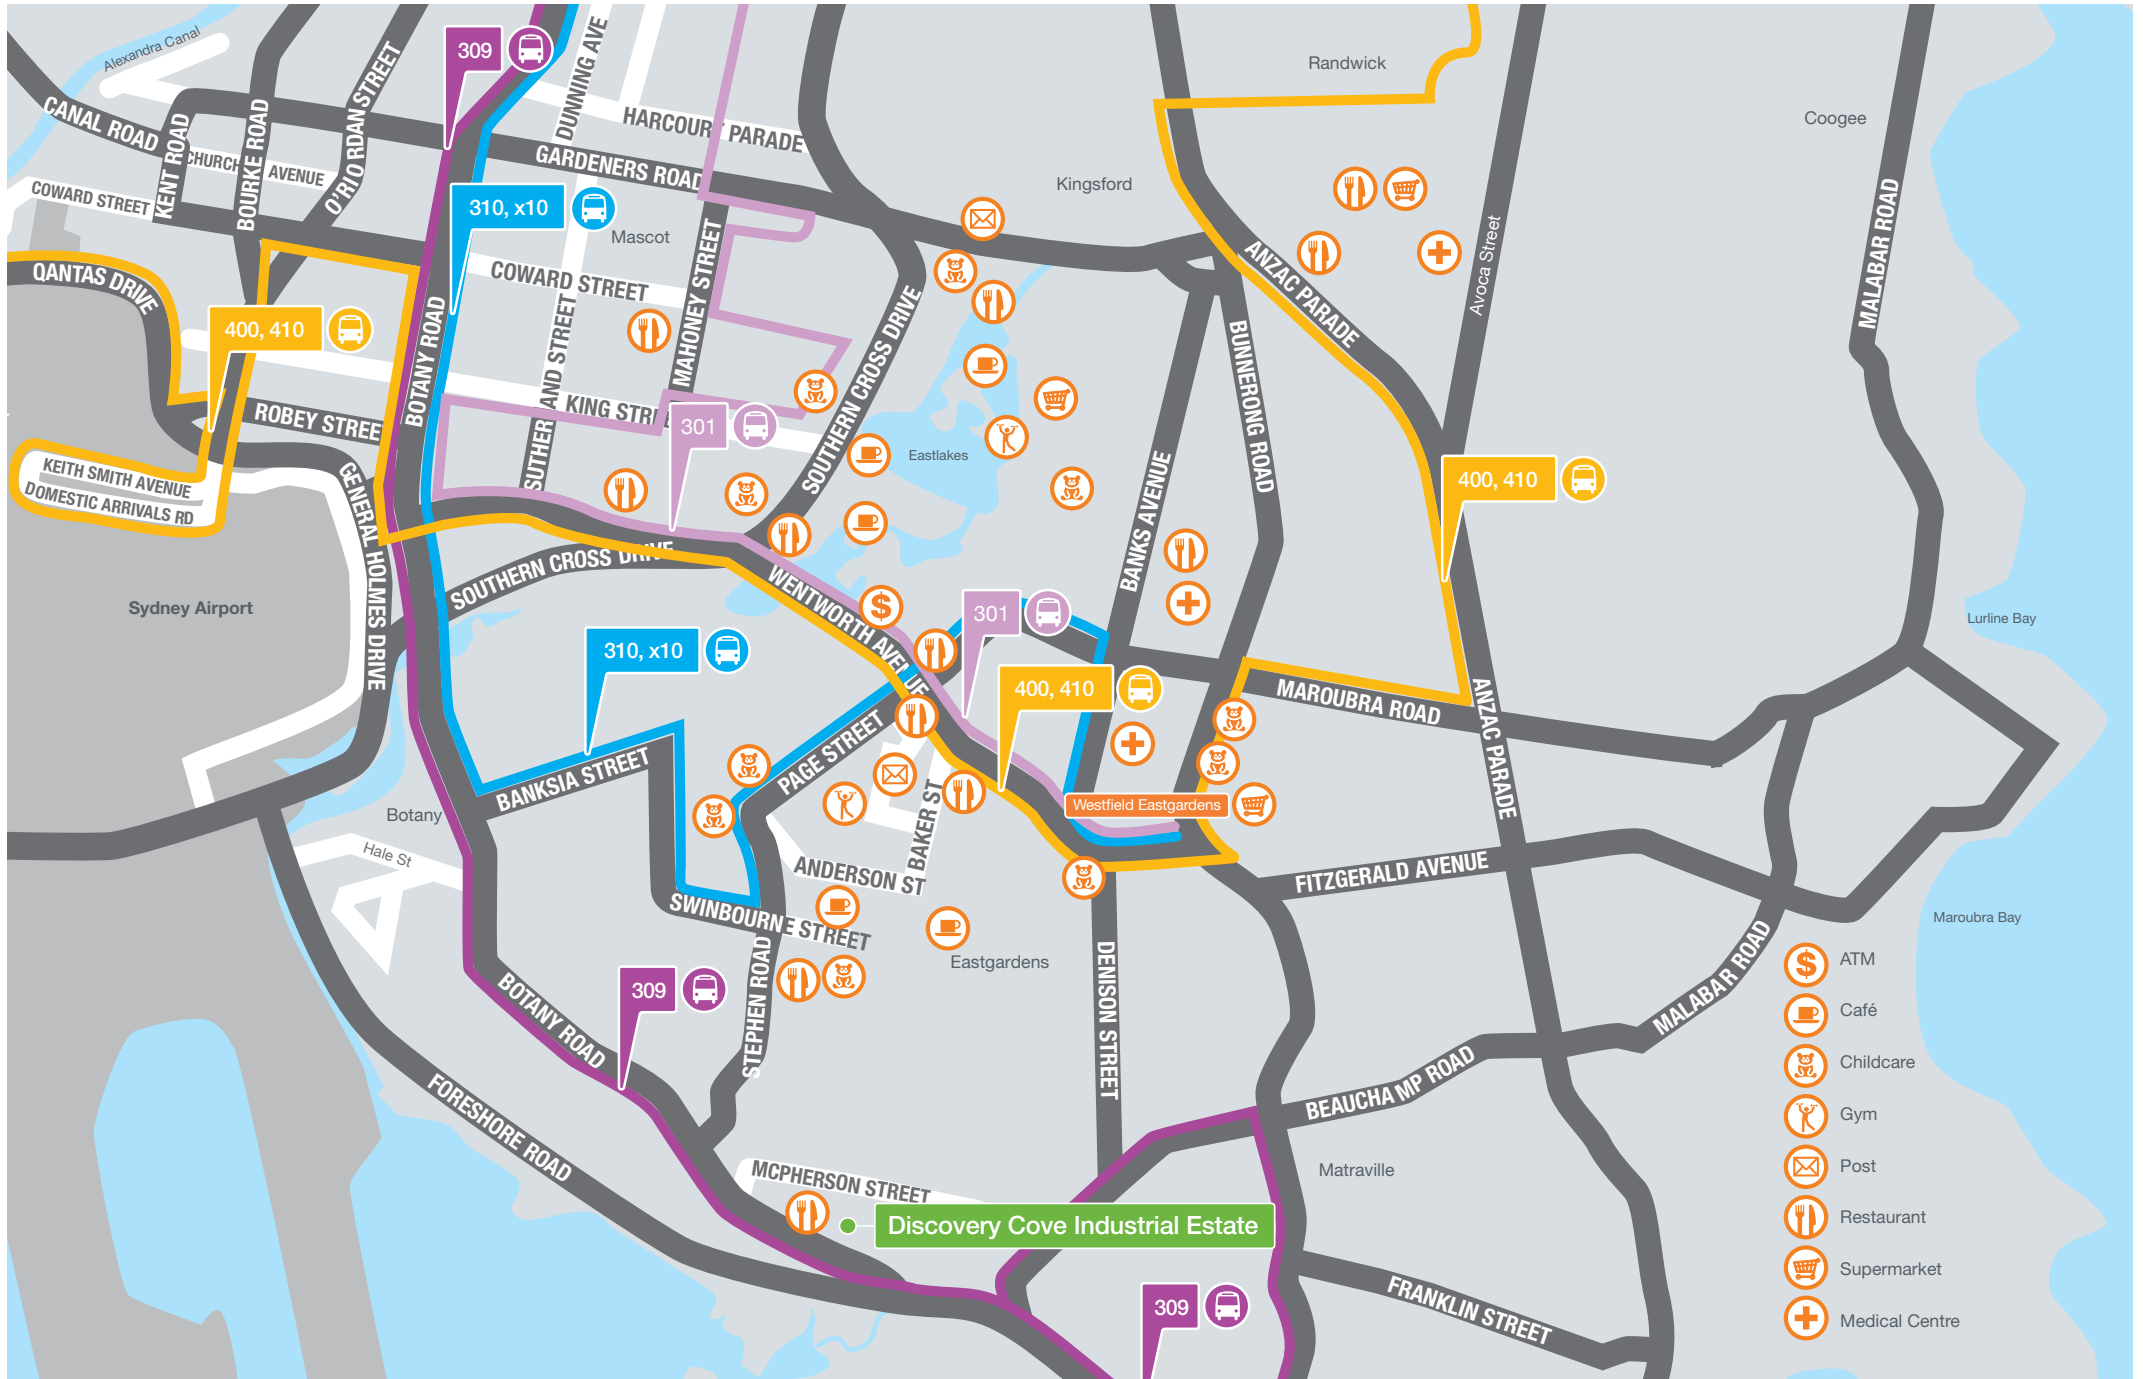 Alexandra Canal
309
DUNNING AVE
Randwick
Coogee
CANAL ROAD
KENT ROAD
BOURKE ROAD
O'RIORDAN STREET
HARCOURT PARADE
GARDENERS ROAD
CHURCH AVENUE
COWARD STREET
310, x10
Mascot
Kingsford
MALABAR ROAD
Avoca Street
ANZAC PARADE
QANTAS DRIVE
COWARD STREET
MAHONEY STREET
SOUTHERN CROSS DRIVE
400, 410
BOTANY ROAD
BUNNERONG ROAD
ROBEY STREET
KING STRE
301
SUTHERLAND STREET
Eastlakes
KEITH SMITH AVENUE
DOMESTIC ARRIVALS RD
GENERAL HOLMES DRIVE
BANKS AVENUE
400, 410
SOUTHERN CROSS DRIVE
WENTWORTH AVENUE
Sydney Airport
301
Lurline Bay
310, x10
400, 410
MAROUBRA ROAD
ANZAC PARADE
PAGE STREET
BANKSIA STREET
Westfield Eastgardens
Botany
BAKER ST
Hale St
ANDERSON ST
FITZGERALD AVENUE
SWINBOURNE STREET
Maroubra Bay
STEPHEN ROAD
Eastgardens
DENISON STREET
MALABAR ROAD
309
BOTANY ROAD
FORESHORE ROAD
BEAUCHAMP ROAD
MCPHERSON STREET
Matraville
Discovery Cove Industrial Estate
309
FRANKLIN STREET
ATM
Café
Childcare
Gym
Post
Restaurant
Supermarket
Medical Centre